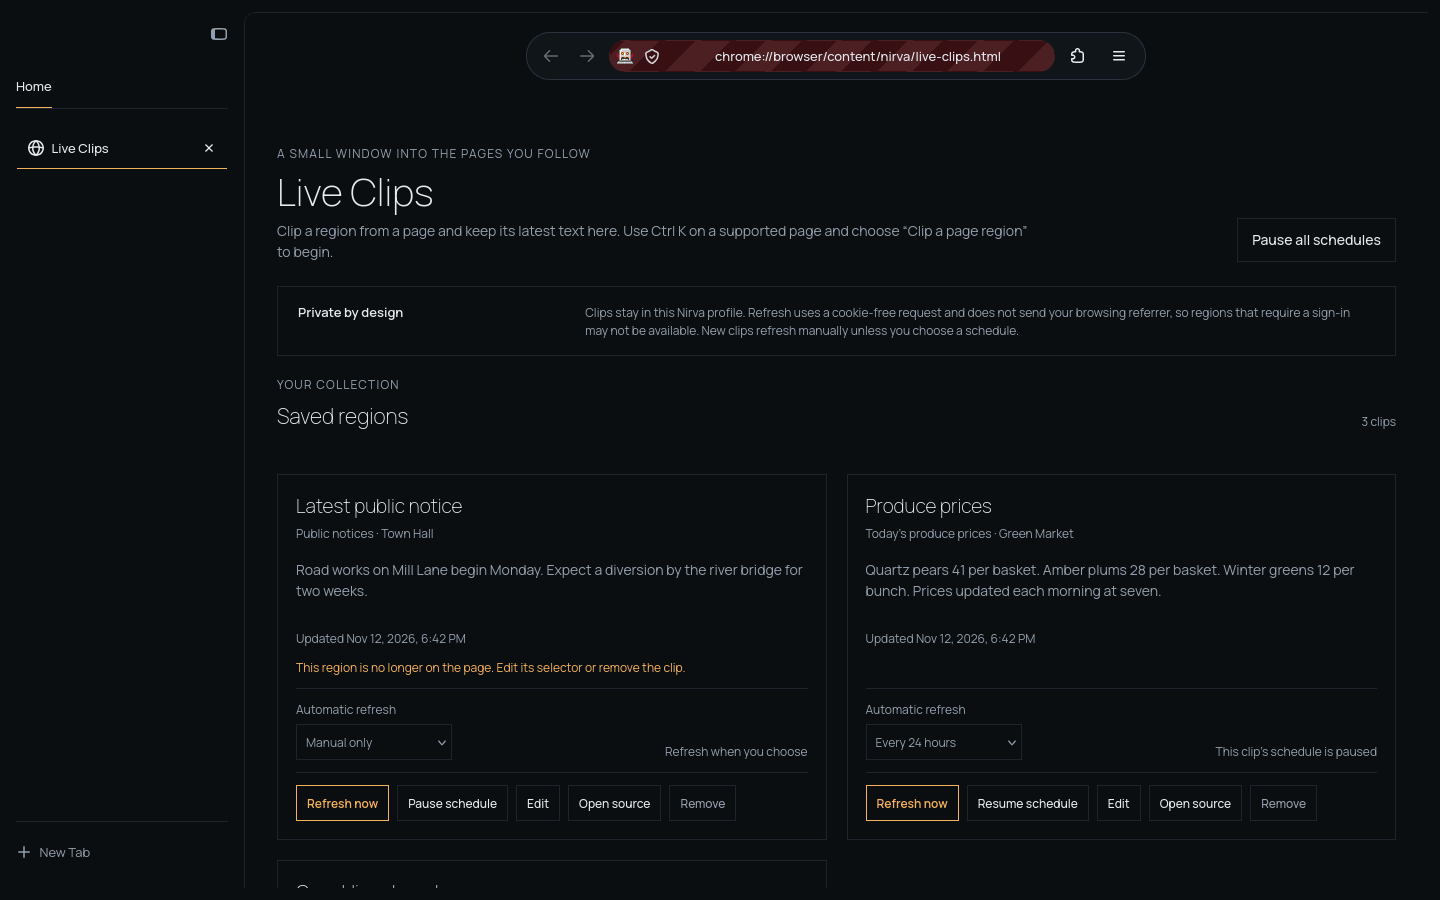 Home
Live Clips
New Tab
chrome://browser/content/nirva/live-clips.html
A SMALL WINDOW INTO THE PAGES YOU FOLLOW
Live Clips
Clip a region from a page and keep its latest text here. Use Ctrl K on a supported page and choose “Clip a page region”
to begin.
Pause all schedules
Private by design
Clips stay in this Nirva profile. Refresh uses a cookie-free request and does not send your browsing referrer, so regions that require a sign-in
may not be available. New clips refresh manually unless you choose a schedule.
YOUR COLLECTION
Saved regions
3 clips
Latest public notice
Public notices · Town Hall
Road works on Mill Lane begin Monday. Expect a diversion by the river bridge for
two weeks.
Updated Nov 12, 2026, 6:42 PM
This region is no longer on the page. Edit its selector or remove the clip.
Automatic refresh
Manual only
Refresh when you choose
Refresh now
Pause schedule
Edit
Open source
Remove
Produce prices
Today’s produce prices · Green Market
Quartz pears 41 per basket. Amber plums 28 per basket. Winter greens 12 per
bunch. Prices updated each morning at seven.
Updated Nov 12, 2026, 6:42 PM
Automatic refresh
Every 24 hours
This clip’s schedule is paused
Refresh now
Resume schedule
Edit
Open source
Remove